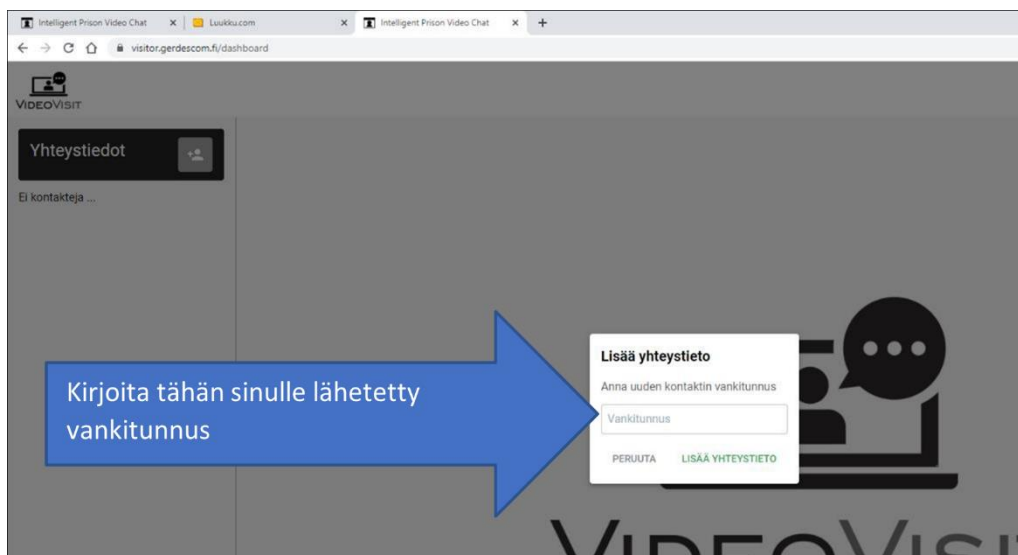 Intelligent Prison Video Chat
Luukku.com
Intelligent Prison Video Chat
visitor.gerdescom.fi/dashboard
VIDEOVISIT
Yhteystiedot
Ei kontakteja ...
Lisää yhteystieto
Anna uuden kontaktin vankitunnus
Vankitunnus
PERUUTA LISÄÄ YHTEYSTIETO
Kirjoita tähän sinulle lähetetty
vankitunnus
VIDEOVISI